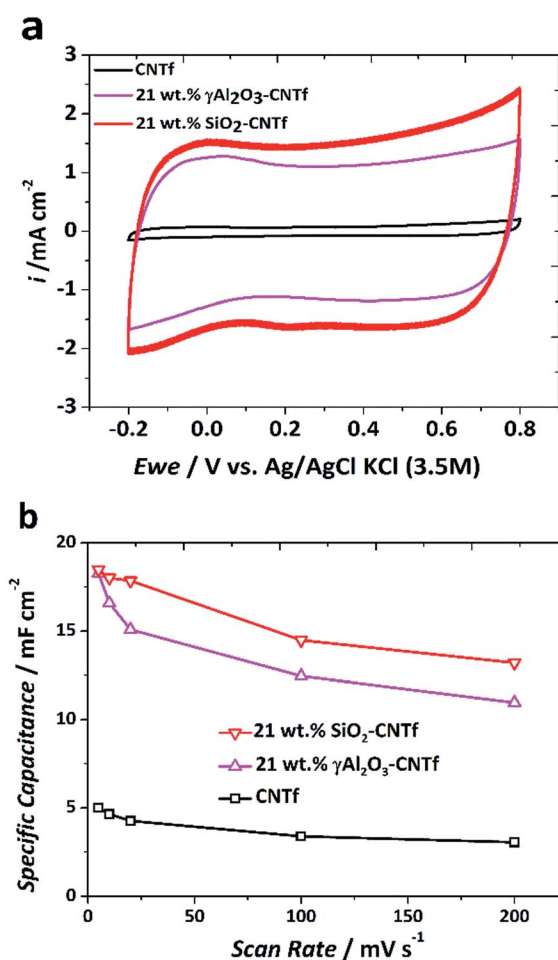 a
3
2
1
0
-1
-2
-3
i /mA cm⁻²
CNTf
21 wt.% γAl₂O₃-CNTf
21 wt.% SiO₂-CNTf
-0.2 0.0 0.2 0.4 0.6 0.8
Ewe / V vs. Ag/AgCl KCl (3.5M)
b
20
15
10
5
0
Specific Capacitance / mF cm⁻²
21 wt.% SiO₂-CNTf
21 wt.% γAl₂O₃-CNTf
CNTf
0 50 100 150 200
Scan Rate / mV s⁻¹